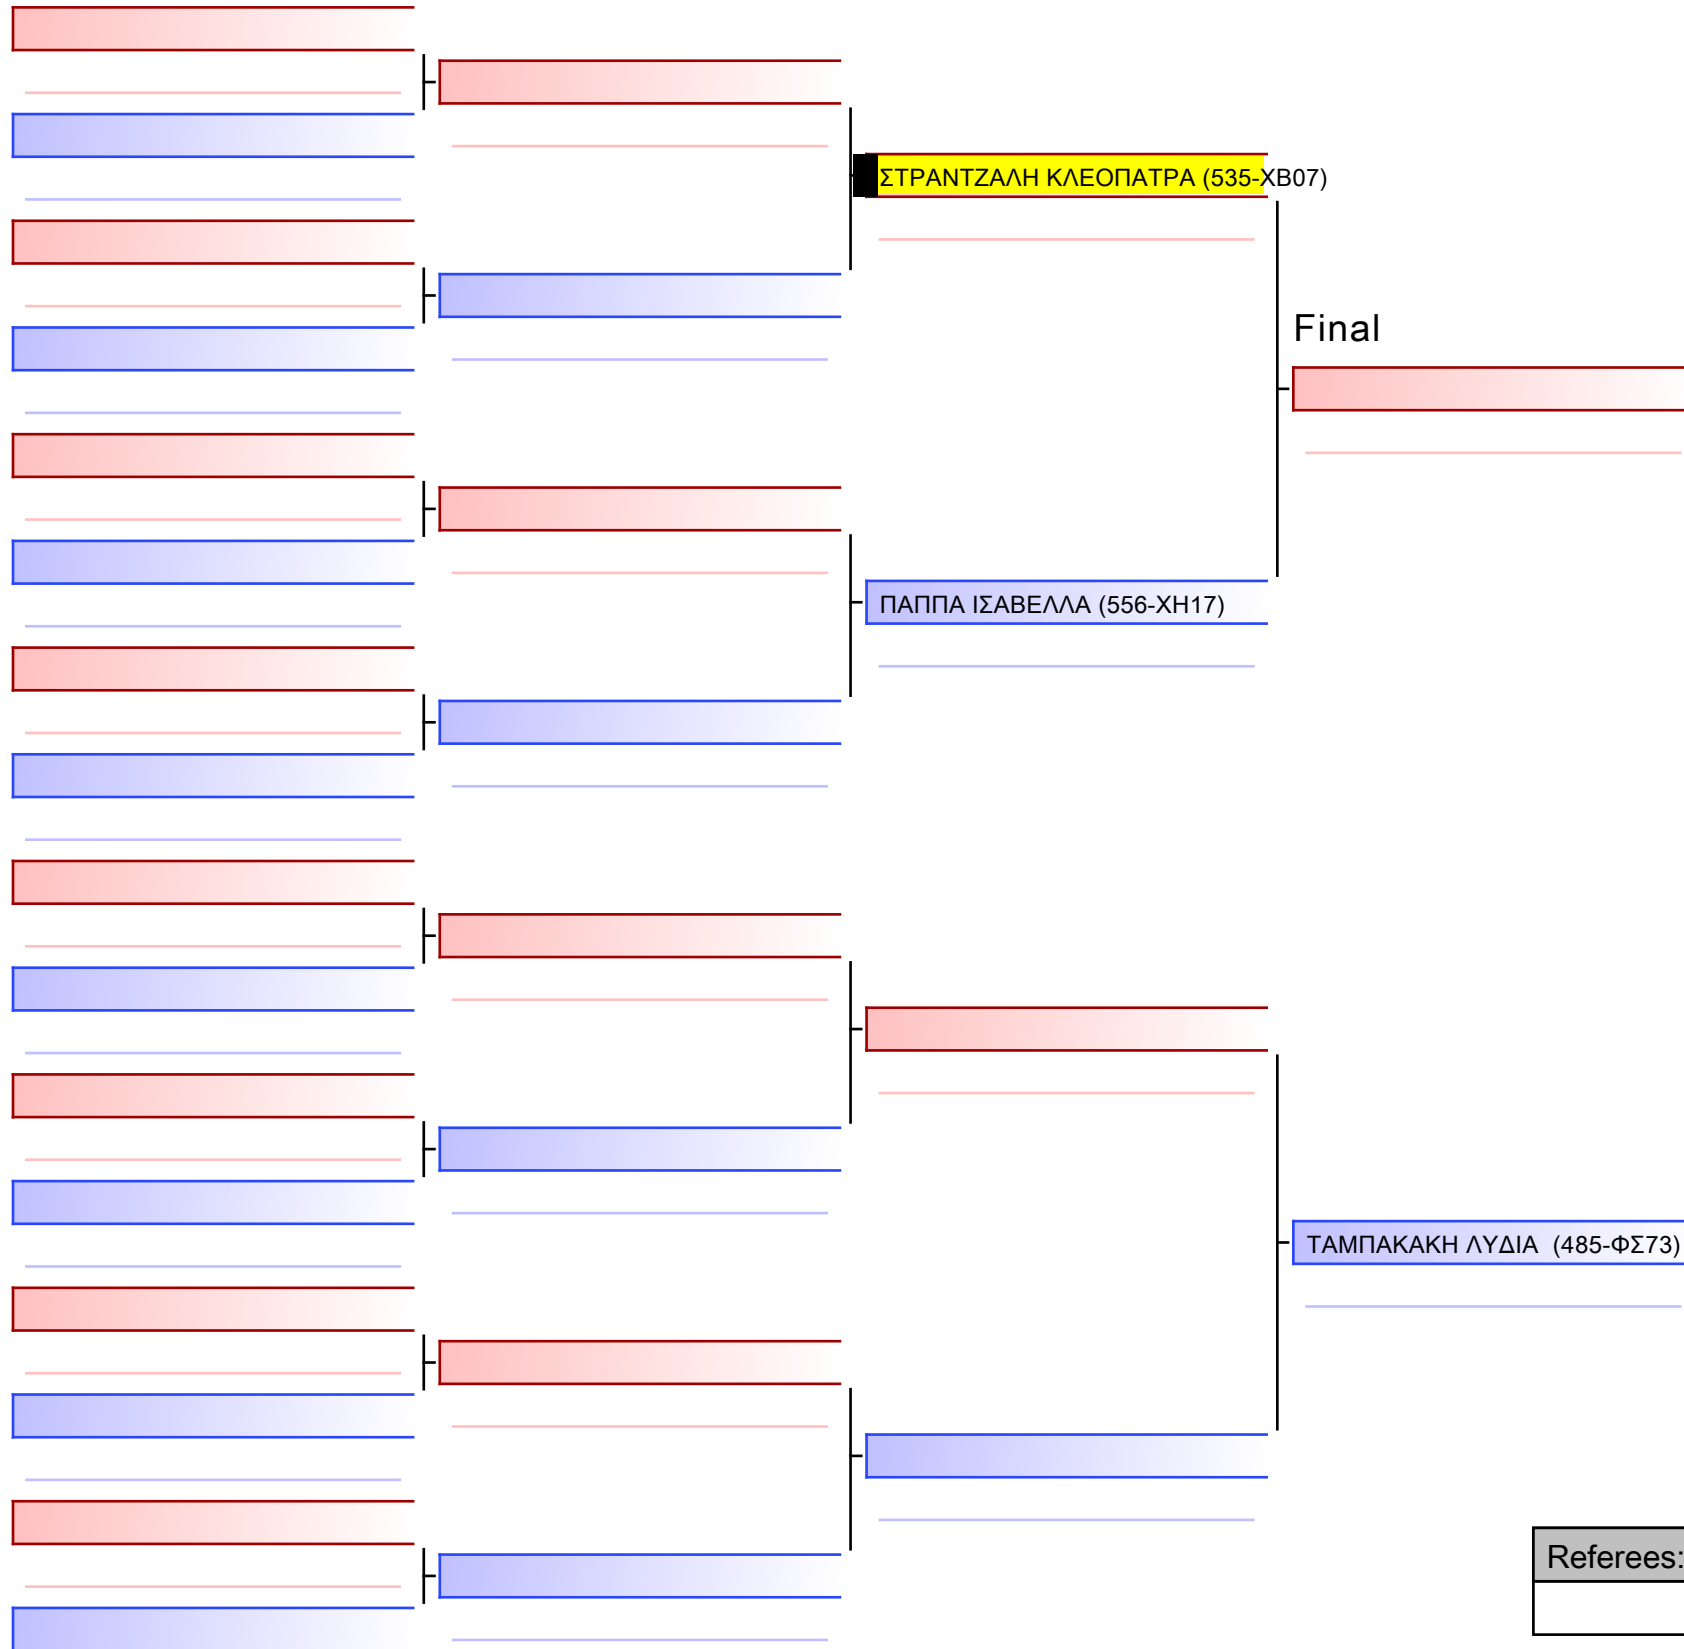 ΣΤΡΑΝΤΖΑΛΗ ΚΛΕΟΠΑΤΡΑ (535-ΧΒ07)
Final
ΠΑΠΠΑ ΙΣΑΒΕΛΛΑ (556-ΧΗ17)
ΤΑΜΠΑΚΑΚΗ ΛΥΔΙΑ (485-ΦΣ73)
Referees: